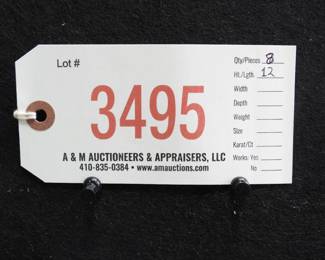 Lot #
3495
A & M AUCTIONEERS & APPRAISERS, LLC
410-835-0384 • www.amauctions.com
Qty/Pieces 8
Ht./Lgth 12
Width
Depth
Weight
Size
Karat/Ct
Works: Yes
No